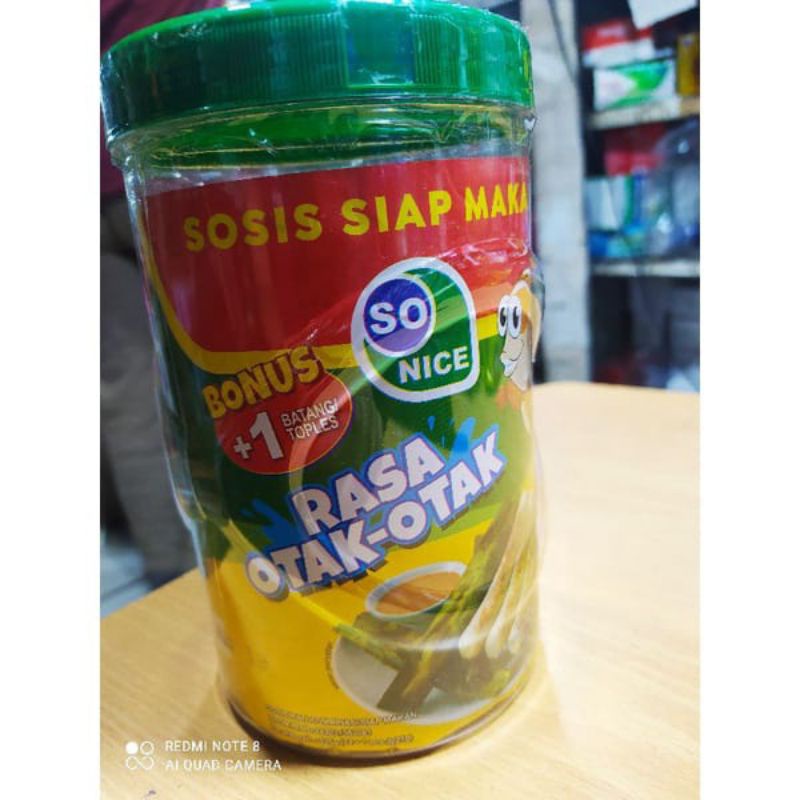 SOSIS SIAP MAKA
SO
NICE
BONUS
+1 BATANG/
TOPLES
RASA
OTAK-OTAK
REDMI NOTE 8
AI QUAD CAMERA